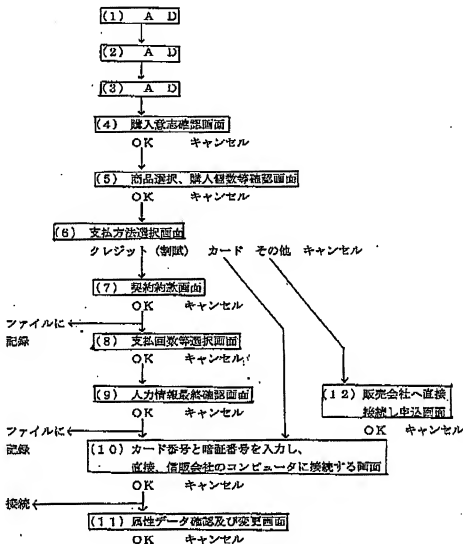 (1) A D
(2) A D
(3) A D
(4) 購入意志確認画面
OK キャンセル
(5) 商品選択、購入個数等確認画面
OK キャンセル
(6) 支払方法選択画面
クレジット(割賦) カード その他 キャンセル
(7) 契約約款画面
OK キャンセル
ファイルに
記録
(8) 支払回数等選択画面
OK キャンセル
(9) 入力情報最終確認画面
OK キャンセル
(12) 販売会社へ直接
接続し申込画面
OK キャンセル
ファイルに
記録
(10) カード番号と暗証番号を入力し、
直接、信販会社のコンピュータに接続する画面
OK キャンセル
接続
(11) 属性データ確認及び変更画面
OK キャンセル